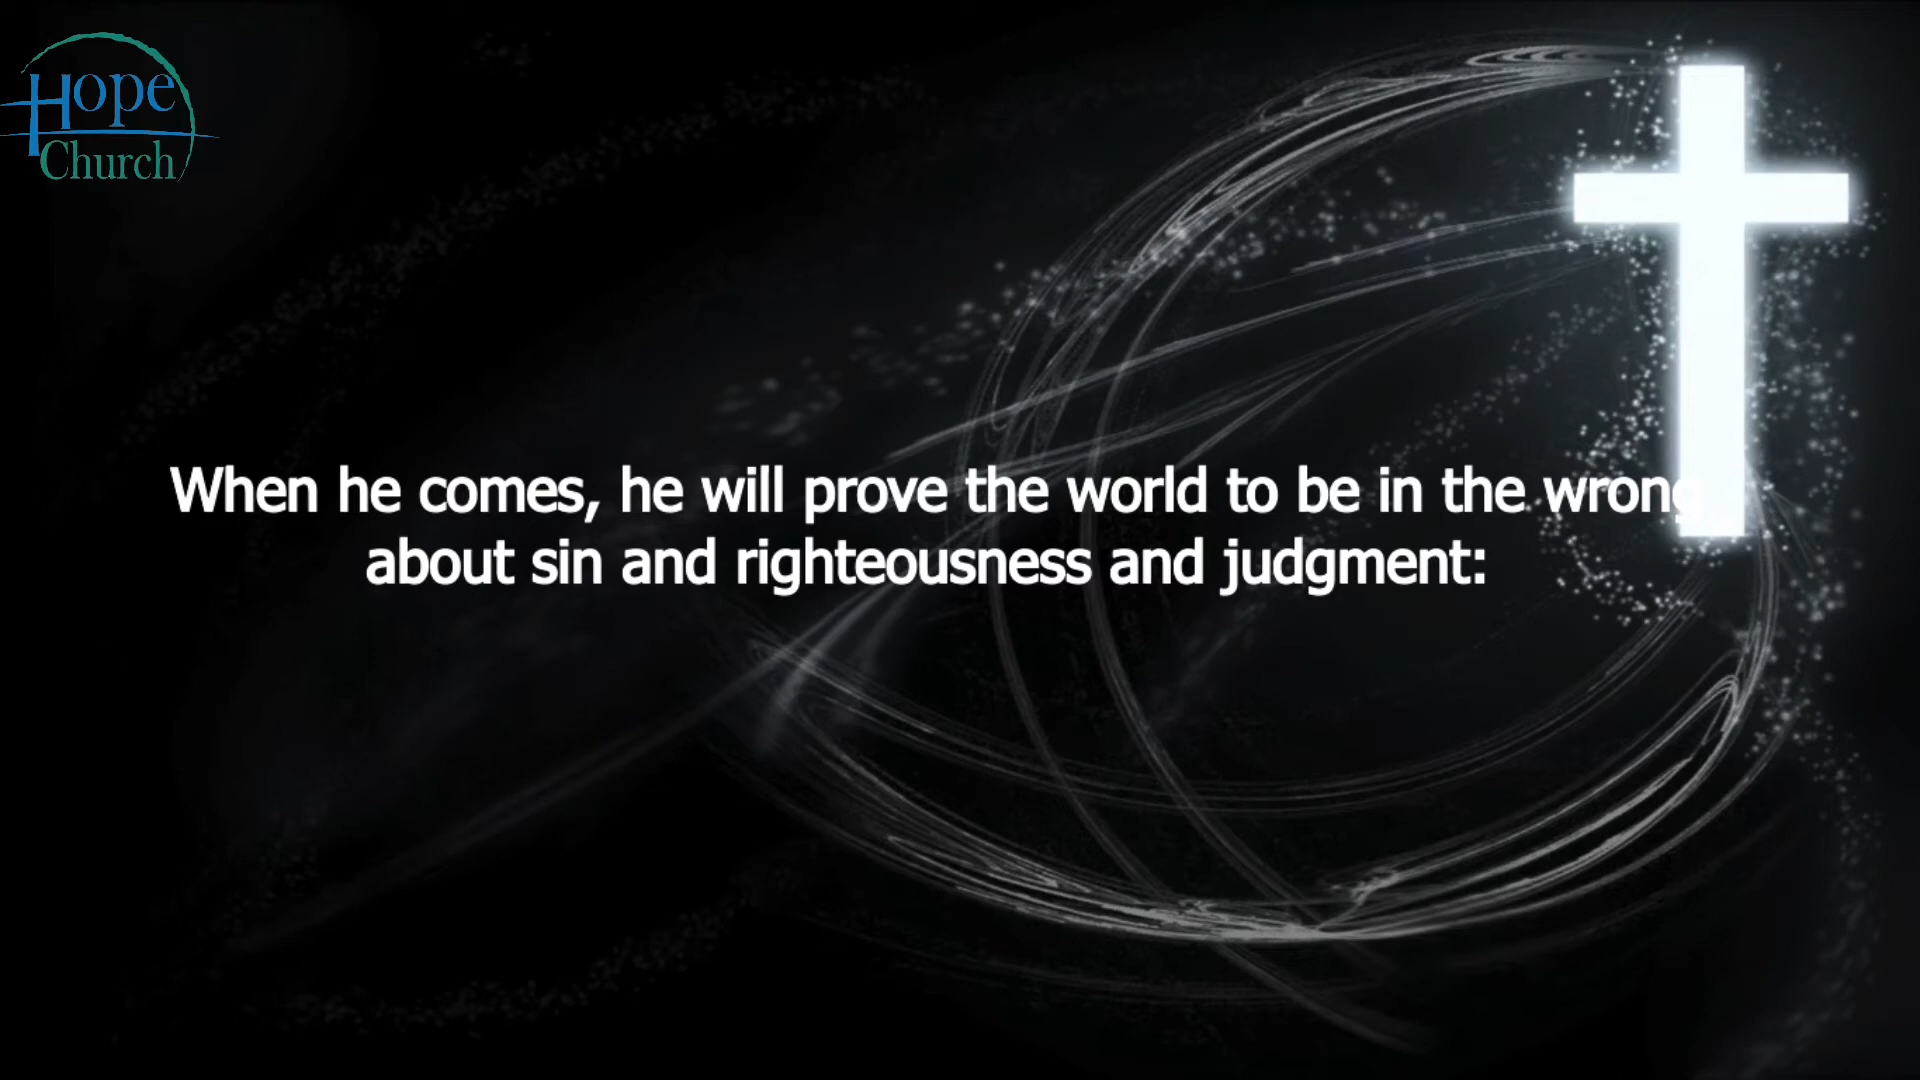 Hope
Church
When he comes, he will prove the world to be in the wrong
about sin and righteousness and judgment: